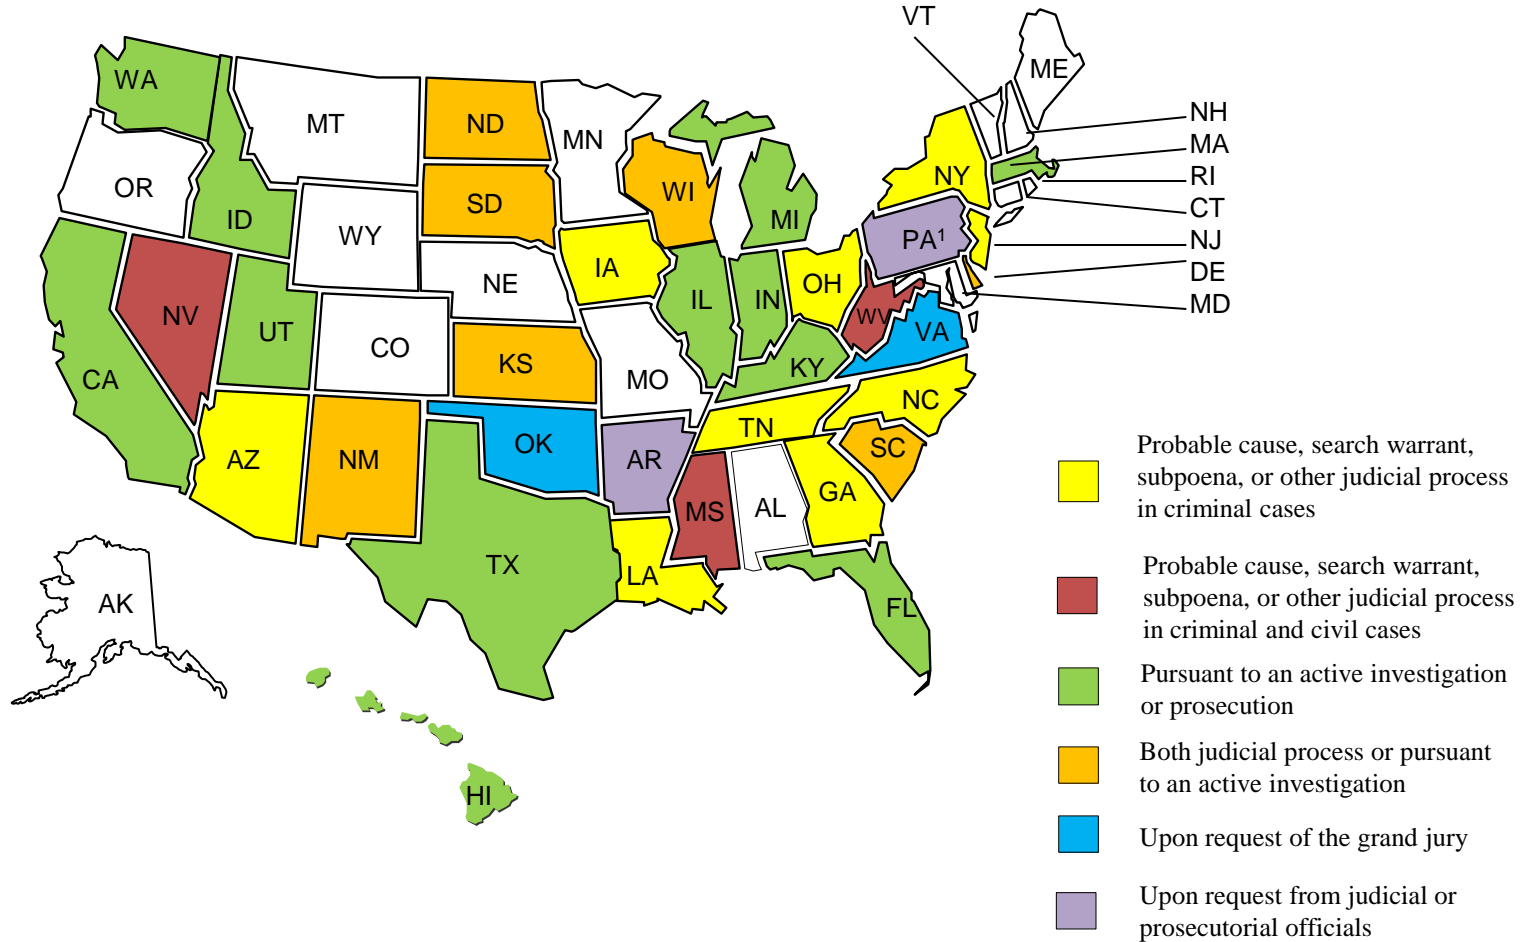 VT
ME
WA
MT
ND
MN
NH
MA
RI
CT
NJ
DE
MD
OR
ID
WY
SD
WI
MI
NY
PA¹
NE
IA
IL
IN
OH
WV
VA
NV
UT
CO
KS
MO
KY
CA
AZ
NM
OK
AR
TN
NC
SC
MS
AL
GA
TX
LA
FL
AK
HI
Probable cause, search warrant,
subpoena, or other judicial process
in criminal cases
Probable cause, search warrant,
subpoena, or other judicial process
in criminal and civil cases
Pursuant to an active investigation
or prosecution
Both judicial process or pursuant
to an active investigation
Upon request of the grand jury
Upon request from judicial or
prosecutorial officials